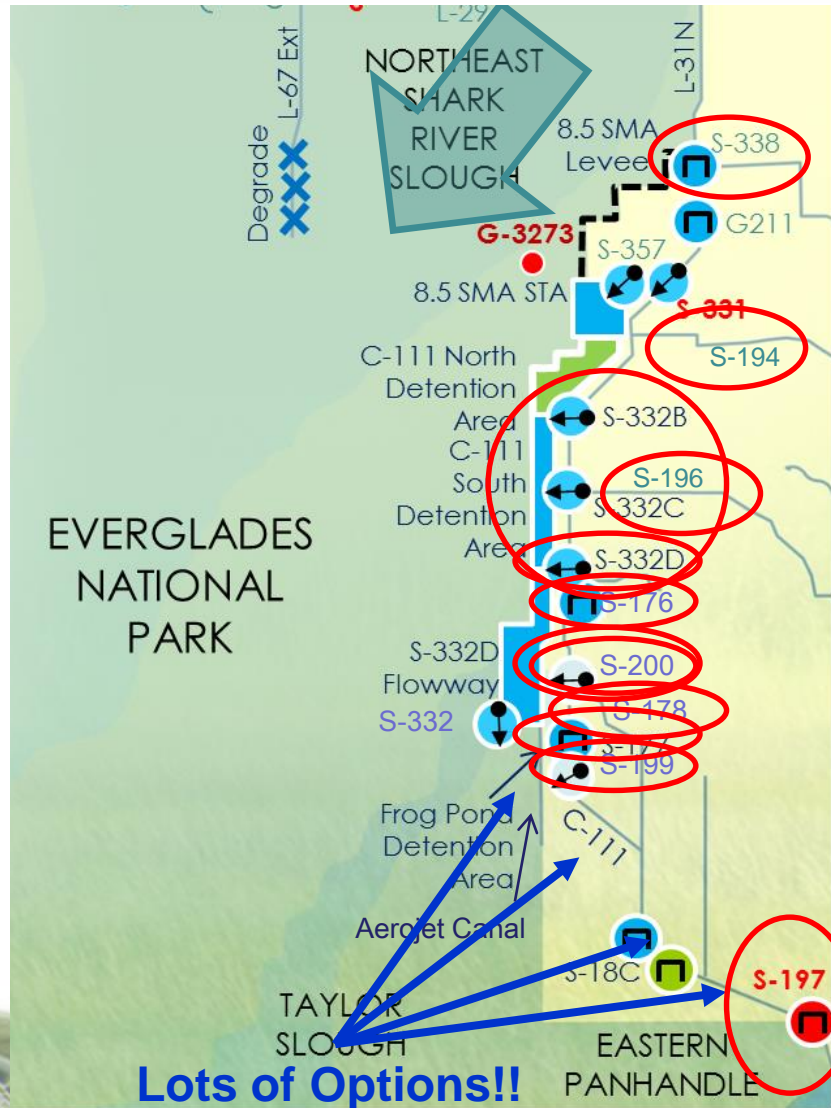 L-29
L-67 Ext
L-31N
NORTHEAST
SHARK
RIVER
SLOUGH
8.5 SMA
Levee
S-338
Degrade
G211
G-3273
S-357
8.5 SMA STA
S-331
C-111 North
Detention
Area
S-194
S-332B
C-111
South
Detention
Area
S-196
S-332C
EVERGLADES
NATIONAL
PARK
S-332D
S-176
S-332D
Flowway
S-200
S-332
S-178
S-177
S-199
Frog Pond
Detention
Area
C-111
Aerojet Canal
S-18C
S-197
TAYLOR
SLOUGH
EASTERN
PANHANDLE
Lots of Options!!